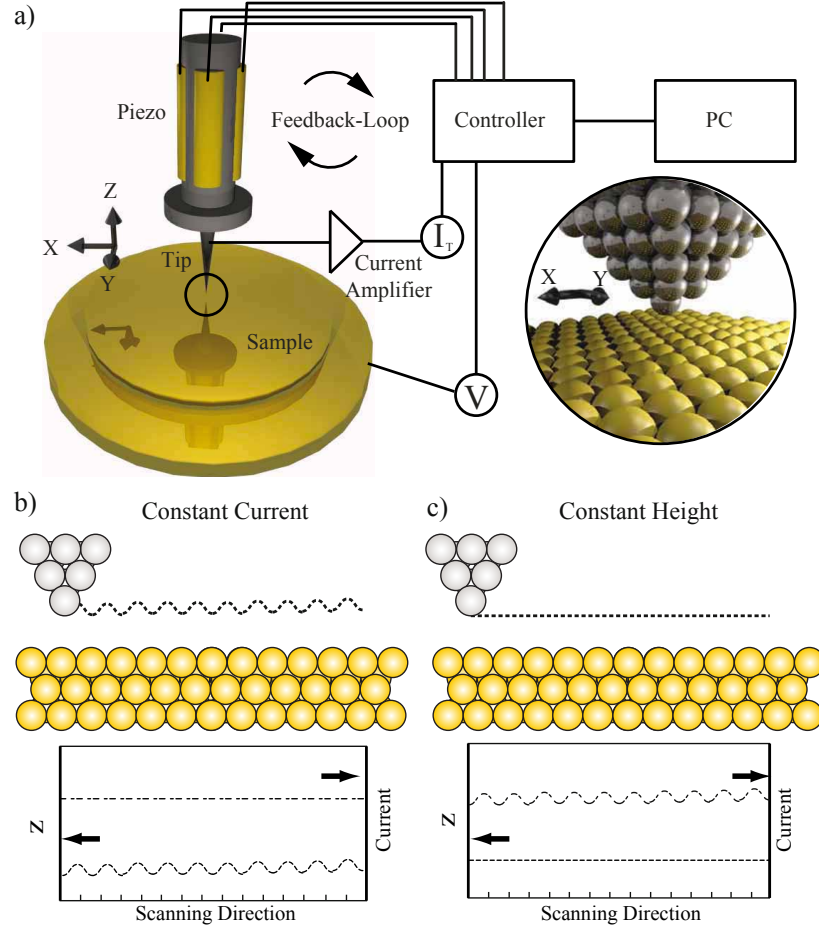 a)
Piezo
Feedback-Loop
Controller
PC
Z
X
Y
Tip
I_T
Current
Amplifier
X
Y
Sample
V
b)
Constant Current
c)
Constant Height
Z
Current
Scanning Direction
Z
Current
Scanning Direction